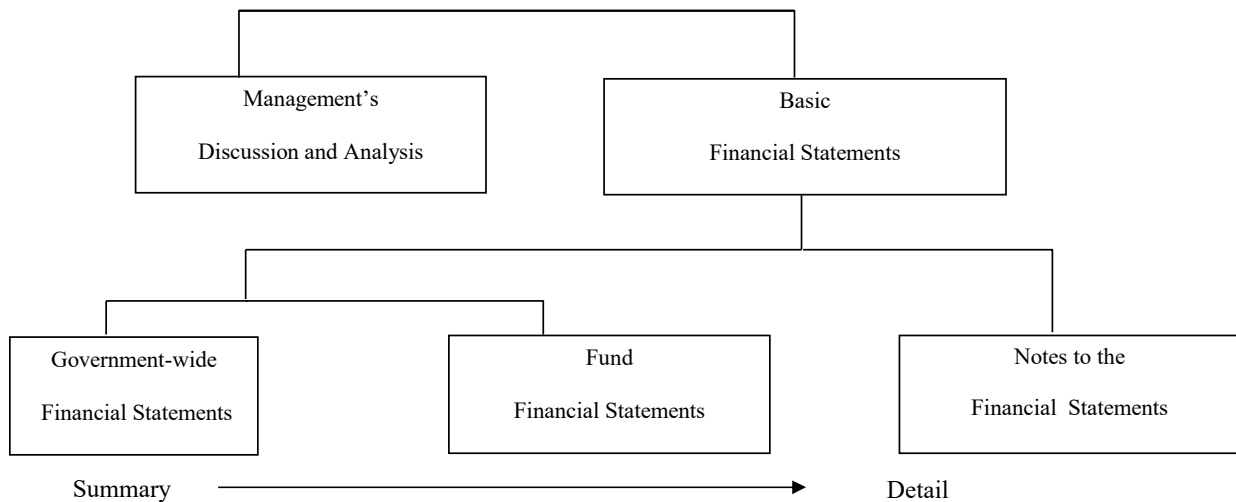 Management’s
Discussion and Analysis
Basic
Financial Statements
Government-wide
Financial Statements
Fund
Financial Statements
Notes to the
Financial Statements
Summary
Detail